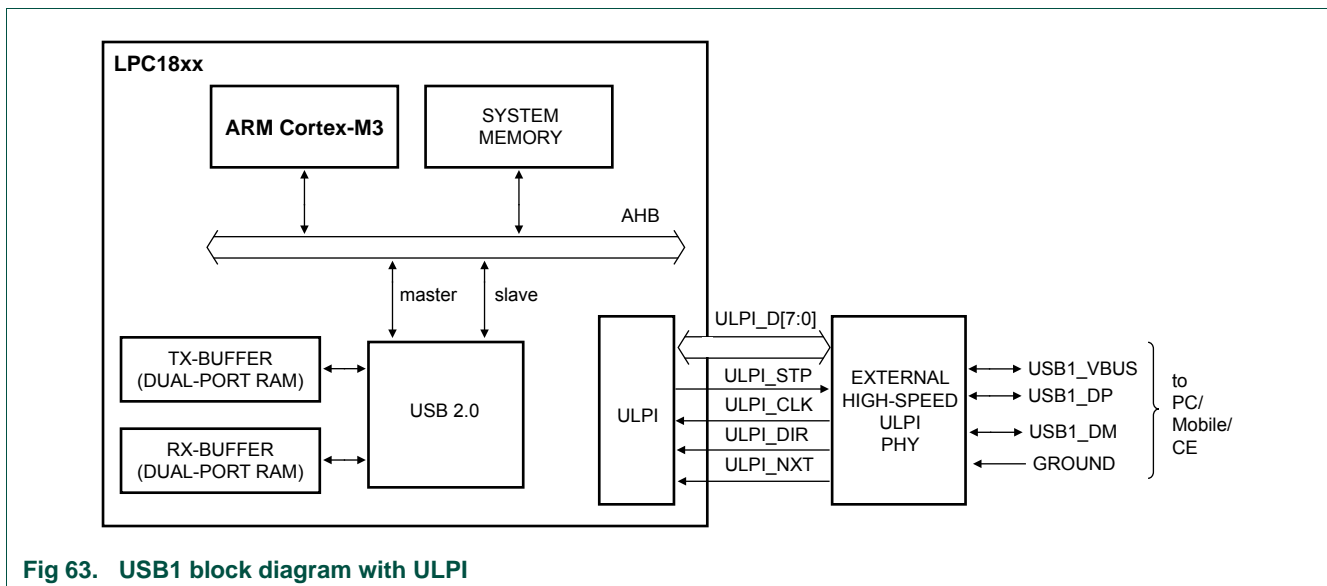 LPC18xx
ARM Cortex-M3
SYSTEM
MEMORY
AHB
master
slave
TX-BUFFER
(DUAL-PORT RAM)
RX-BUFFER
(DUAL-PORT RAM)
USB 2.0
ULPI
ULPI_D[7:0]
ULPI_STP
ULPI_CLK
ULPI_DIR
ULPI_NXT
EXTERNAL
HIGH-SPEED
ULPI
PHY
USB1_VBUS
USB1_DP
USB1_DM
GROUND
to
PC/
Mobile/
CE
Fig 63. USB1 block diagram with ULPI